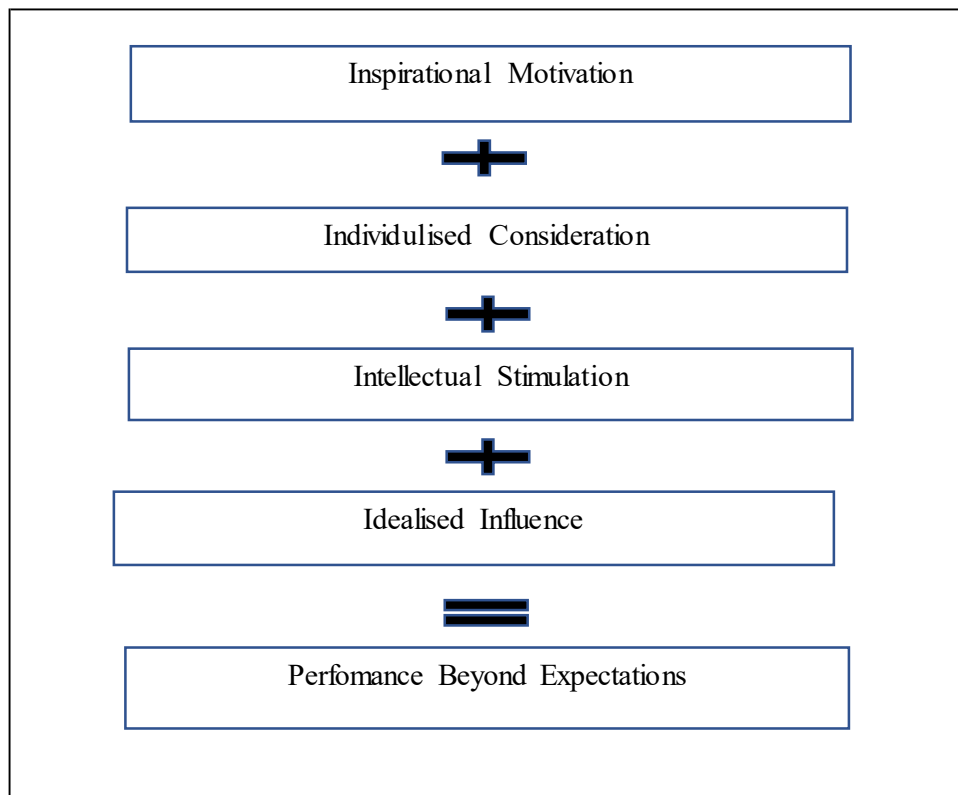 Inspirational Motivation
Individulised Consideration
Intellectual Stimulation
Idealised Influence
Perfomance Beyond Expectations